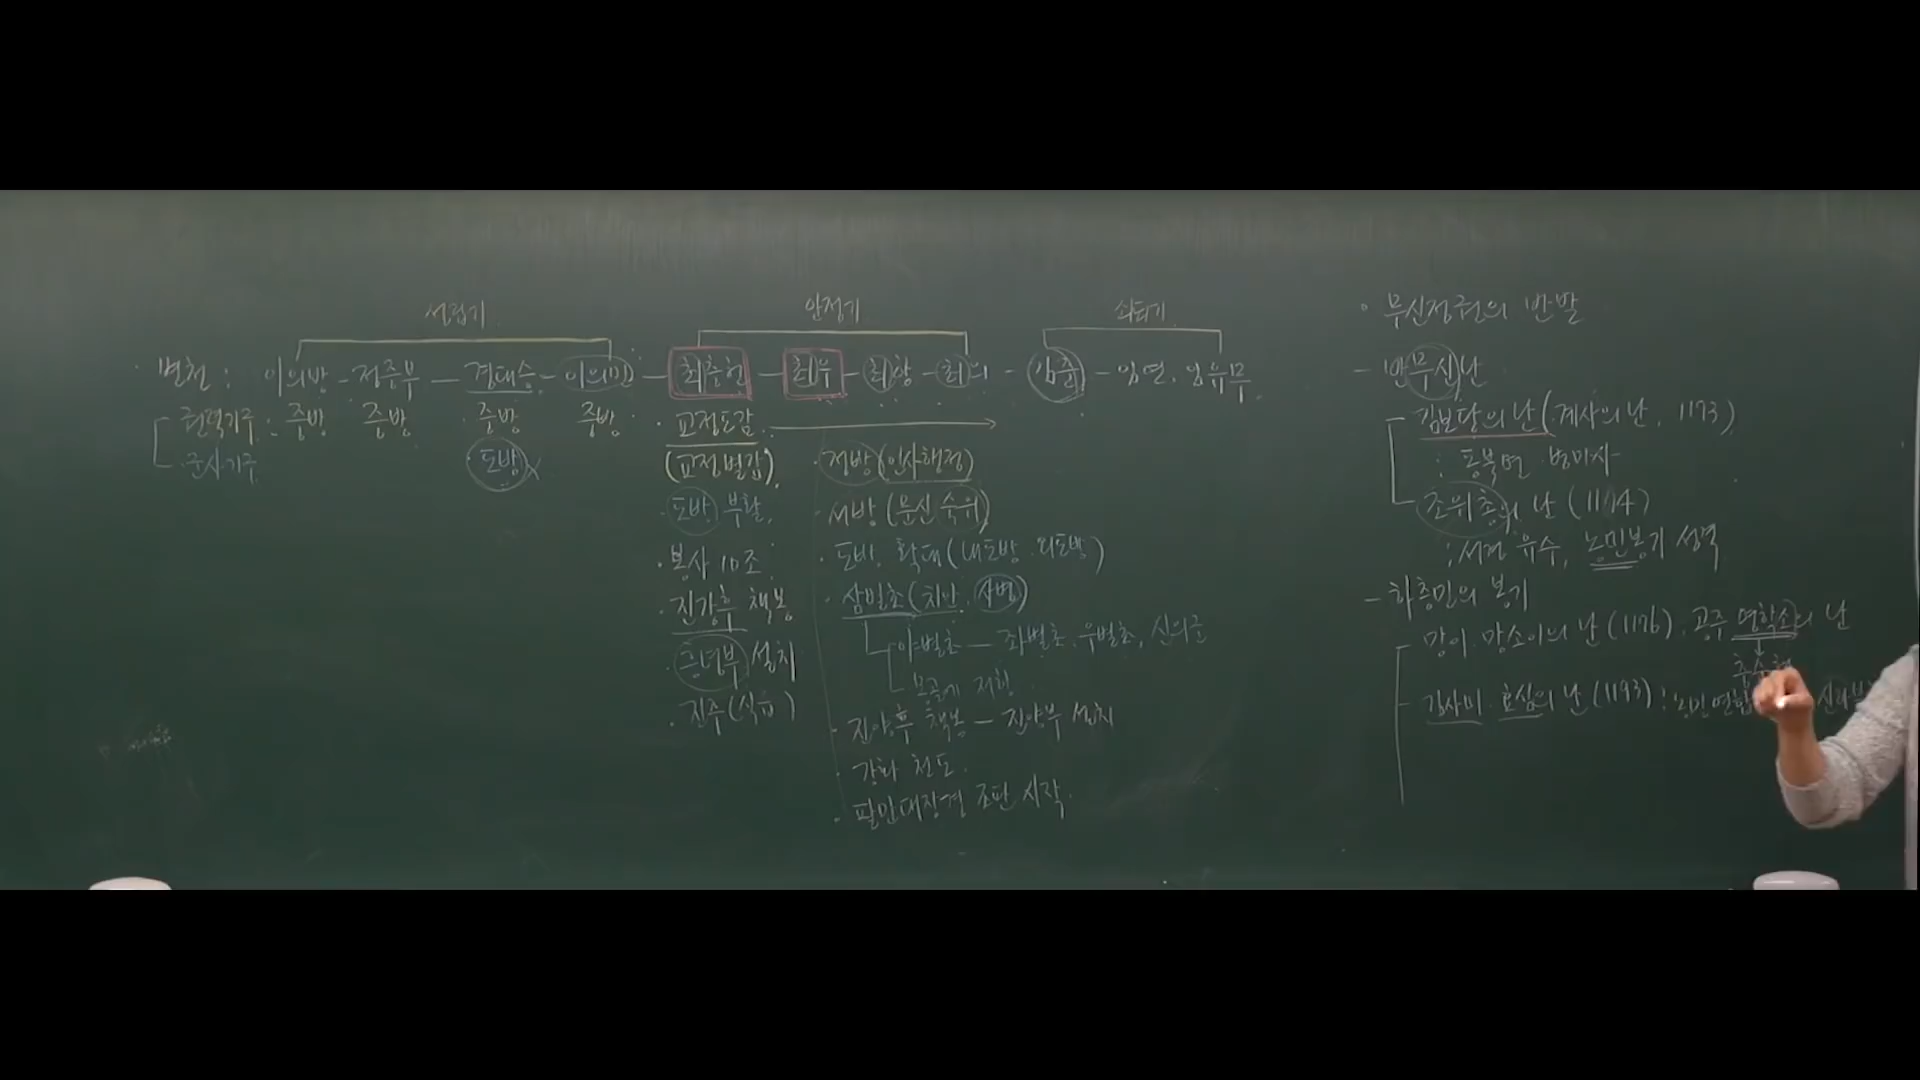 성립기 안정기 쇠퇴기
· 변천 : 이의방 - 정중부 - 경대승 - 이의민 - 최충헌 - 최우 - 최항 - 최의 - 김준 - 임연 · 임유무
권력기구 : 중방 중방 중방 중방 · 교정도감
군사기구 도방 (교정별감)
· 도방 부활
· 봉사 10조
· 진강후 책봉
· 흥녕부 설치
· 진주 (식읍)
· 정방 (인사행정)
· 서방 (문신 숙위)
· 도방 확대 (내도방 외도방)
· 삼별초 (치안, 사병)
야별초 - 좌별초, 우별초, 신의군
몽골에 저항
· 진양후 책봉 - 진양부 설치
· 강화 천도
· 팔만대장경 조판 시작
· 무신정권의 반발
- 반무신난
김보당의 난 (계사의 난, 1173)
: 동북면 병마사
조위총의 난 (1174)
: 서경 유수, 농민봉기 성격
- 하층민의 봉기
망이 · 망소이의 난 (1176), 공주 명학소의 난
김사미 · 효심의 난 (1193) : 농민 연합